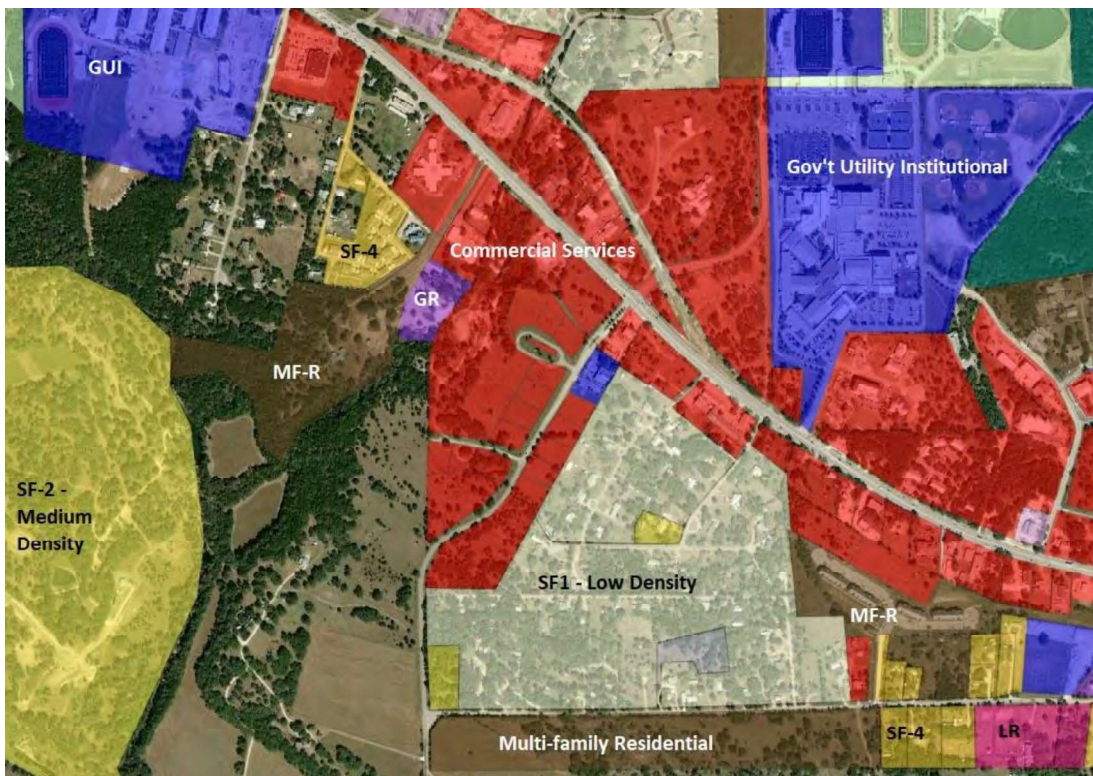 GUI
Gov't Utility Institutional
SF-4
Commercial Services
GR
MF-R
SF-2 -
Medium
Density
SF1 - Low Density
MF-R
Multi-family Residential
SF-4
LR